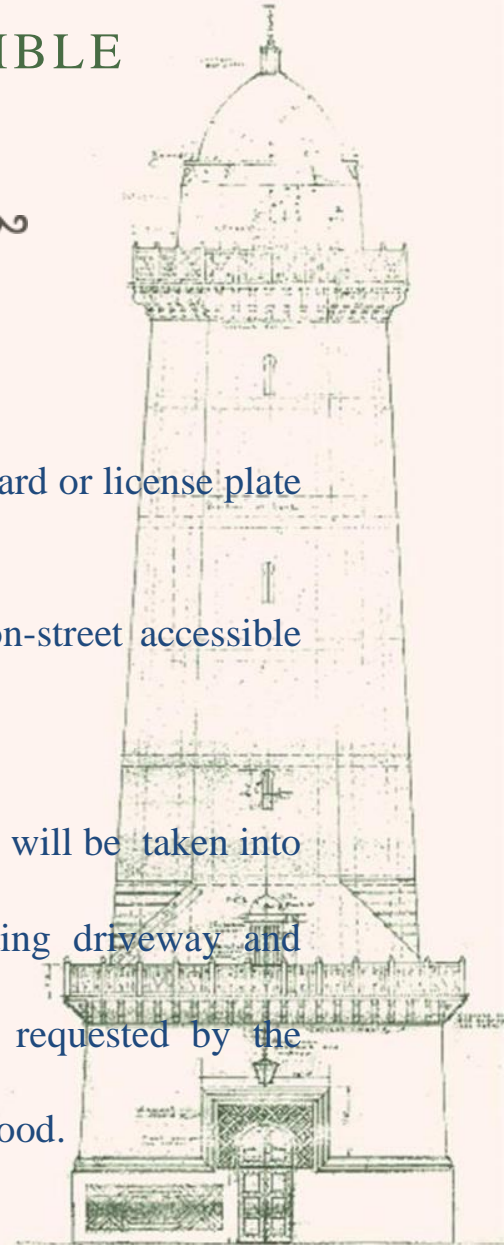 IBLE
ard or license plate
on-street accessible
will be taken into
ing driveway and
requested by the
ood.